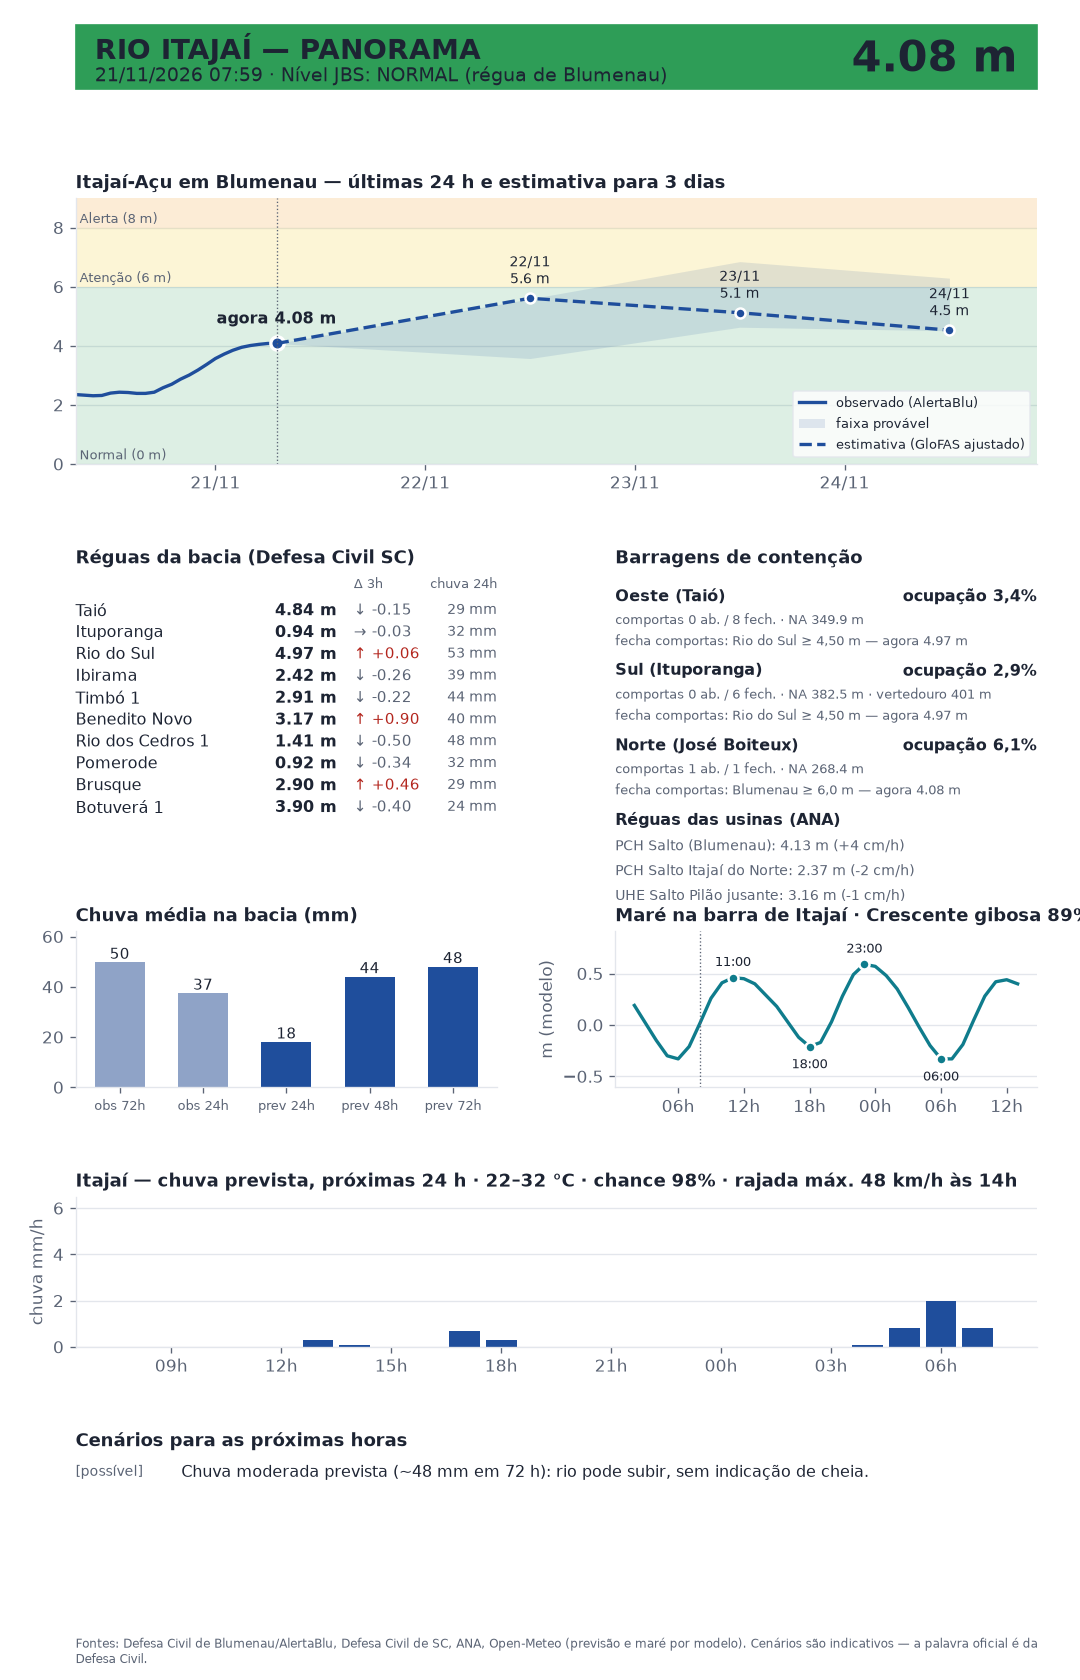 RIO ITAJAÍ — PANORAMA
21/11/2026 07:59 · Nível JBS: NORMAL (régua de Blumenau)
4.08 m
Itajaí-Açu em Blumenau — últimas 24 h e estimativa para 3 dias
Alerta (8 m)
Atenção (6 m)
Normal (0 m)
8
6
4
2
0
agora 4.08 m
22/11
5.6 m
23/11
5.1 m
24/11
4.5 m
observado (AlertaBlu)
faixa provável
estimativa (GloFAS ajustado)
21/11 22/11 23/11 24/11
Réguas da bacia (Defesa Civil SC)
Δ 3h chuva 24h
Taió 4.84 m ↓ -0.15 29 mm
Ituporanga 0.94 m → -0.03 32 mm
Rio do Sul 4.97 m ↑ +0.06 53 mm
Ibirama 2.42 m ↓ -0.26 39 mm
Timbó 1 2.91 m ↓ -0.22 44 mm
Benedito Novo 3.17 m ↑ +0.90 40 mm
Rio dos Cedros 1 1.41 m ↓ -0.50 48 mm
Pomerode 0.92 m ↓ -0.34 32 mm
Brusque 2.90 m ↑ +0.46 29 mm
Botuverá 1 3.90 m ↓ -0.40 24 mm
Barragens de contenção
Oeste (Taió) ocupação 3,4%
comportas 0 ab. / 8 fech. · NA 349.9 m
fecha comportas: Rio do Sul ≥ 4,50 m — agora 4.97 m
Sul (Ituporanga) ocupação 2,9%
comportas 0 ab. / 6 fech. · NA 382.5 m · vertedouro 401 m
fecha comportas: Rio do Sul ≥ 4,50 m — agora 4.97 m
Norte (José Boiteux) ocupação 6,1%
comportas 1 ab. / 1 fech. · NA 268.4 m
fecha comportas: Blumenau ≥ 6,0 m — agora 4.08 m
Réguas das usinas (ANA)
PCH Salto (Blumenau): 4.13 m (+4 cm/h)
PCH Salto Itajaí do Norte: 2.37 m (-2 cm/h)
UHE Salto Pilão jusante: 3.16 m (-1 cm/h)
Chuva média na bacia (mm)
60
40
20
0
50
37
18
44
48
obs 72h obs 24h prev 24h prev 48h prev 72h
Maré na barra de Itajaí · Crescente gibosa 89%
m (modelo)
0.5
0.0
−0.5
11:00
23:00
18:00
06:00
06h 12h 18h 00h 06h 12h
Itajaí — chuva prevista, próximas 24 h · 22–32 °C · chance 98% · rajada máx. 48 km/h às 14h
chuva mm/h
6
4
2
0
09h 12h 15h 18h 21h 00h 03h 06h
Cenários para as próximas horas
[possível] Chuva moderada prevista (~48 mm em 72 h): rio pode subir, sem indicação de cheia.
Fontes: Defesa Civil de Blumenau/AlertaBlu, Defesa Civil de SC, ANA, Open-Meteo (previsão e maré por modelo). Cenários são indicativos — a palavra oficial é da
Defesa Civil.